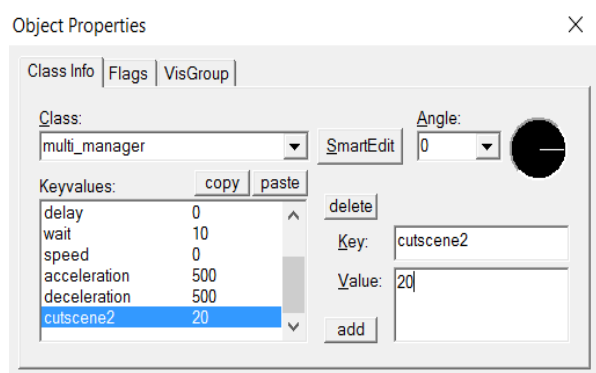 Object Properties
Class Info Flags VisGroup
Class: Angle:
multi_manager SmartEdit 0
Keyvalues: copy paste
delay 0
wait 10
speed 0
acceleration 500
deceleration 500
cutscene2 20
delete
Key: cutscene2
Value: 20
add